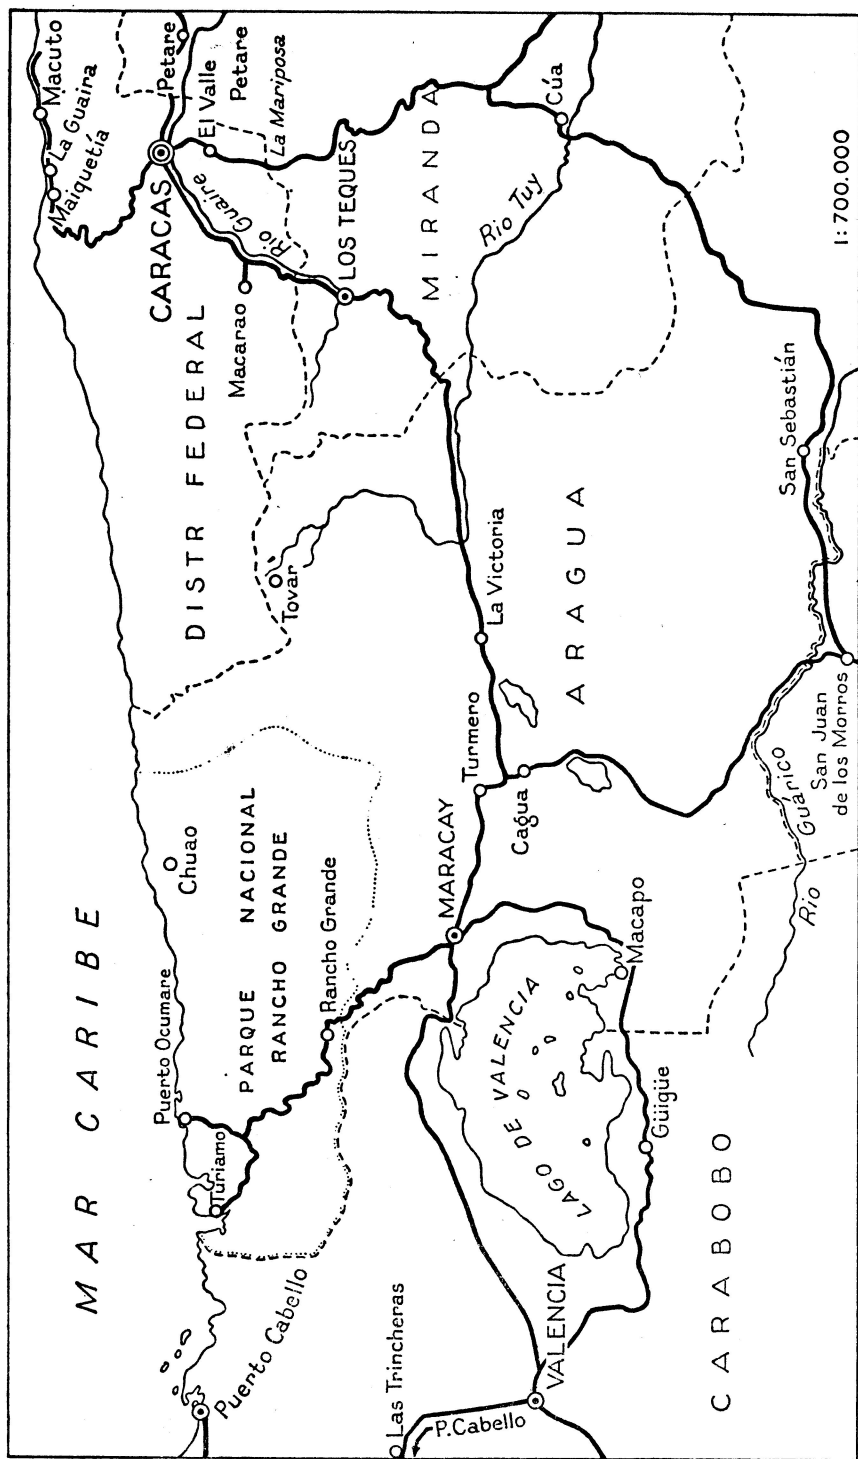 MAR CARIBE
Macuto
La Guaira
Maiquetía
CARACAS
Petare
El Valle
Petare
La Mariposa
Rio Guaire
Macarao
LOS TEQUES
DISTR FEDERAL
MIRANDA
Cúa
Rio Tuy
Tovar
Chuao
Puerto Ocumare
Turiamo
Puerto Cabello
PARQUE NACIONAL
RANCHO GRANDE
Rancho Grande
MARACAY
Turmero
Cagua
La Victoria
ARAGUA
San Sebastián
San Juan
de los Morros
Rio Guárico
Macapo
LAGO DE VALENCIA
Güigüe
VALENCIA
Las Trincheras
P. Cabello
CARABOBO
1:700.000